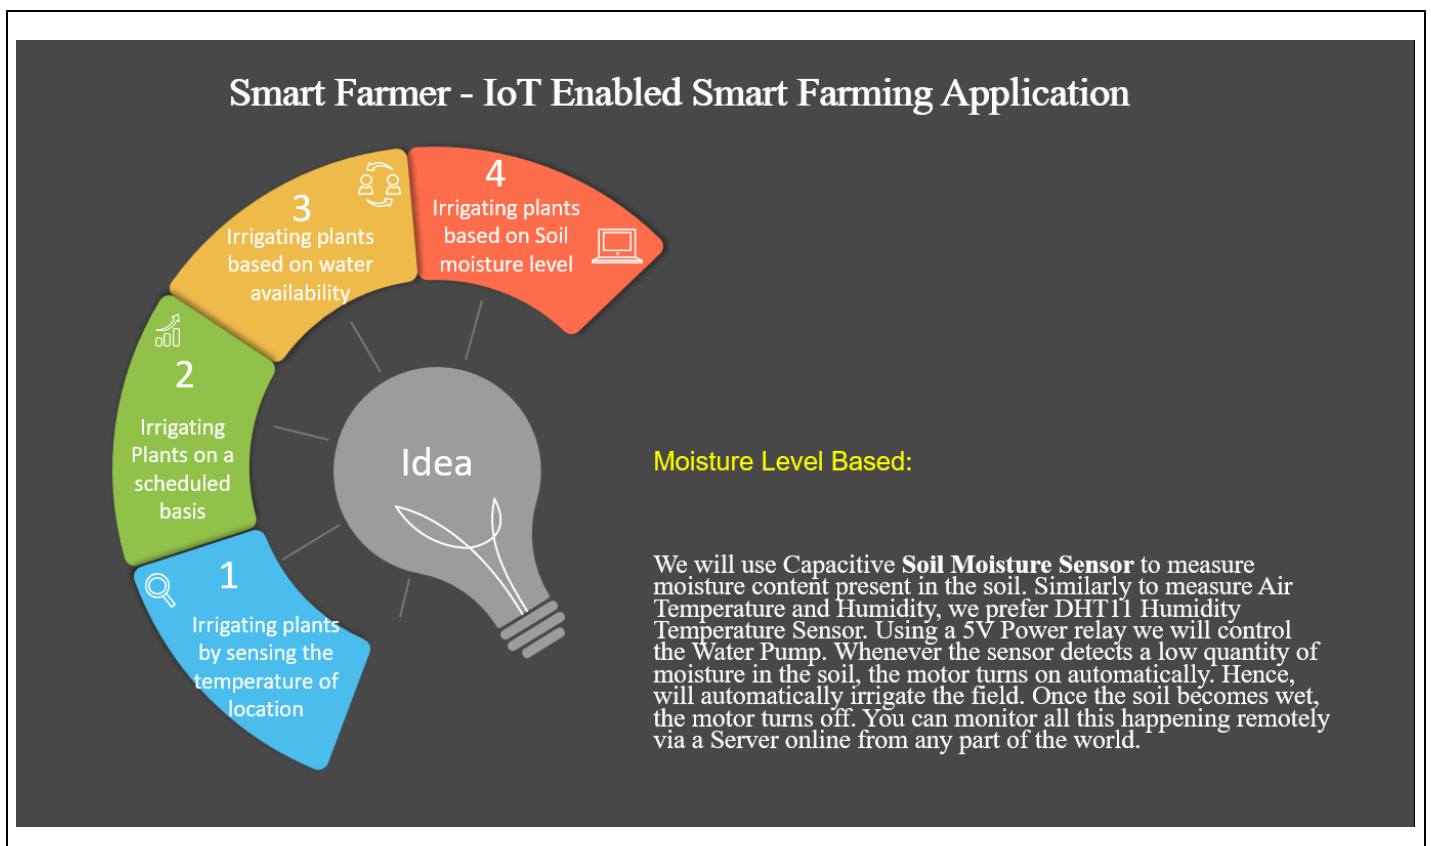 Smart Farmer - IoT Enabled Smart Farming Application
4
Irrigating plants
based on Soil
moisture level
3
Irrigating plants
based on water
availability
2
Irrigating
Plants on a
scheduled
basis
1
Irrigating plants
by sensing the
temperature of
location
Idea
Moisture Level Based:
We will use Capacitive Soil Moisture Sensor to measure
moisture content present in the soil. Similarly to measure Air
Temperature and Humidity, we prefer DHT11 Humidity
Temperature Sensor. Using a 5V Power relay we will control
the Water Pump. Whenever the sensor detects a low quantity of
moisture in the soil, the motor turns on automatically. Hence,
will automatically irrigate the field. Once the soil becomes wet,
the motor turns off. You can monitor all this happening remotely
via a Server online from any part of the world.